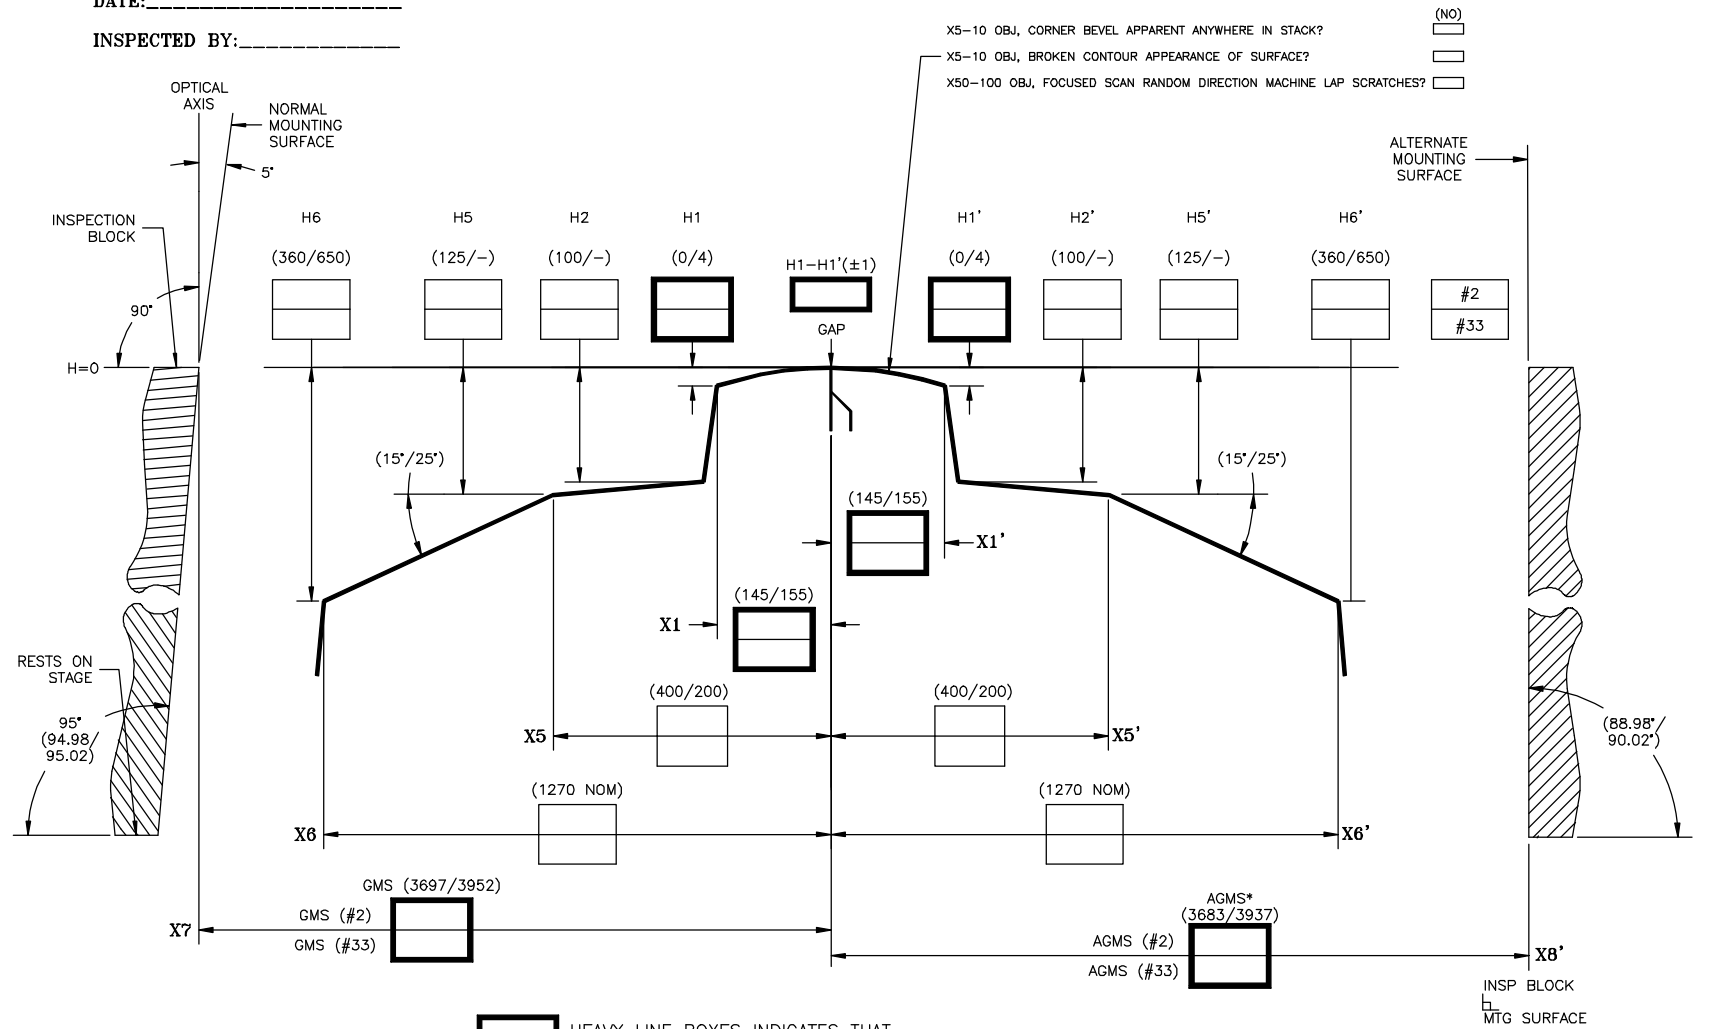 DATE:___________________
INSPECTED BY:____________
(NO)
X5-10 OBJ, CORNER BEVEL APPARENT ANYWHERE IN STACK?
X5-10 OBJ, BROKEN CONTOUR APPEARANCE OF SURFACE?
X50-100 OBJ, FOCUSED SCAN RANDOM DIRECTION MACHINE LAP SCRATCHES?
OPTICAL
AXIS
NORMAL
MOUNTING
SURFACE
5°
ALTERNATE
MOUNTING
SURFACE
INSPECTION
BLOCK
H6 H5 H2 H1 H1' H2' H5' H6'
(360/650) (125/-) (100/-) (0/4) H1-H1'(±1) (0/4) (100/-) (125/-) (360/650)
#2
#33
90°
GAP
H=0
(15°/25°) (15°/25°)
(145/155)
X1'
(145/155)
X1
RESTS ON
STAGE
(400/200) (400/200)
95°
(94.98/
95.02)
(88.98°/
90.02°)
X5 X5'
(1270 NOM) (1270 NOM)
X6 X6'
GMS (3697/3952)
GMS (#2)
X7
GMS (#33)
AGMS*
(3683/3937)
AGMS (#2)
X8'
AGMS (#33)
INSP BLOCK
MTG SURFACE
HEAVY LINE BOXES INDICATES THAT